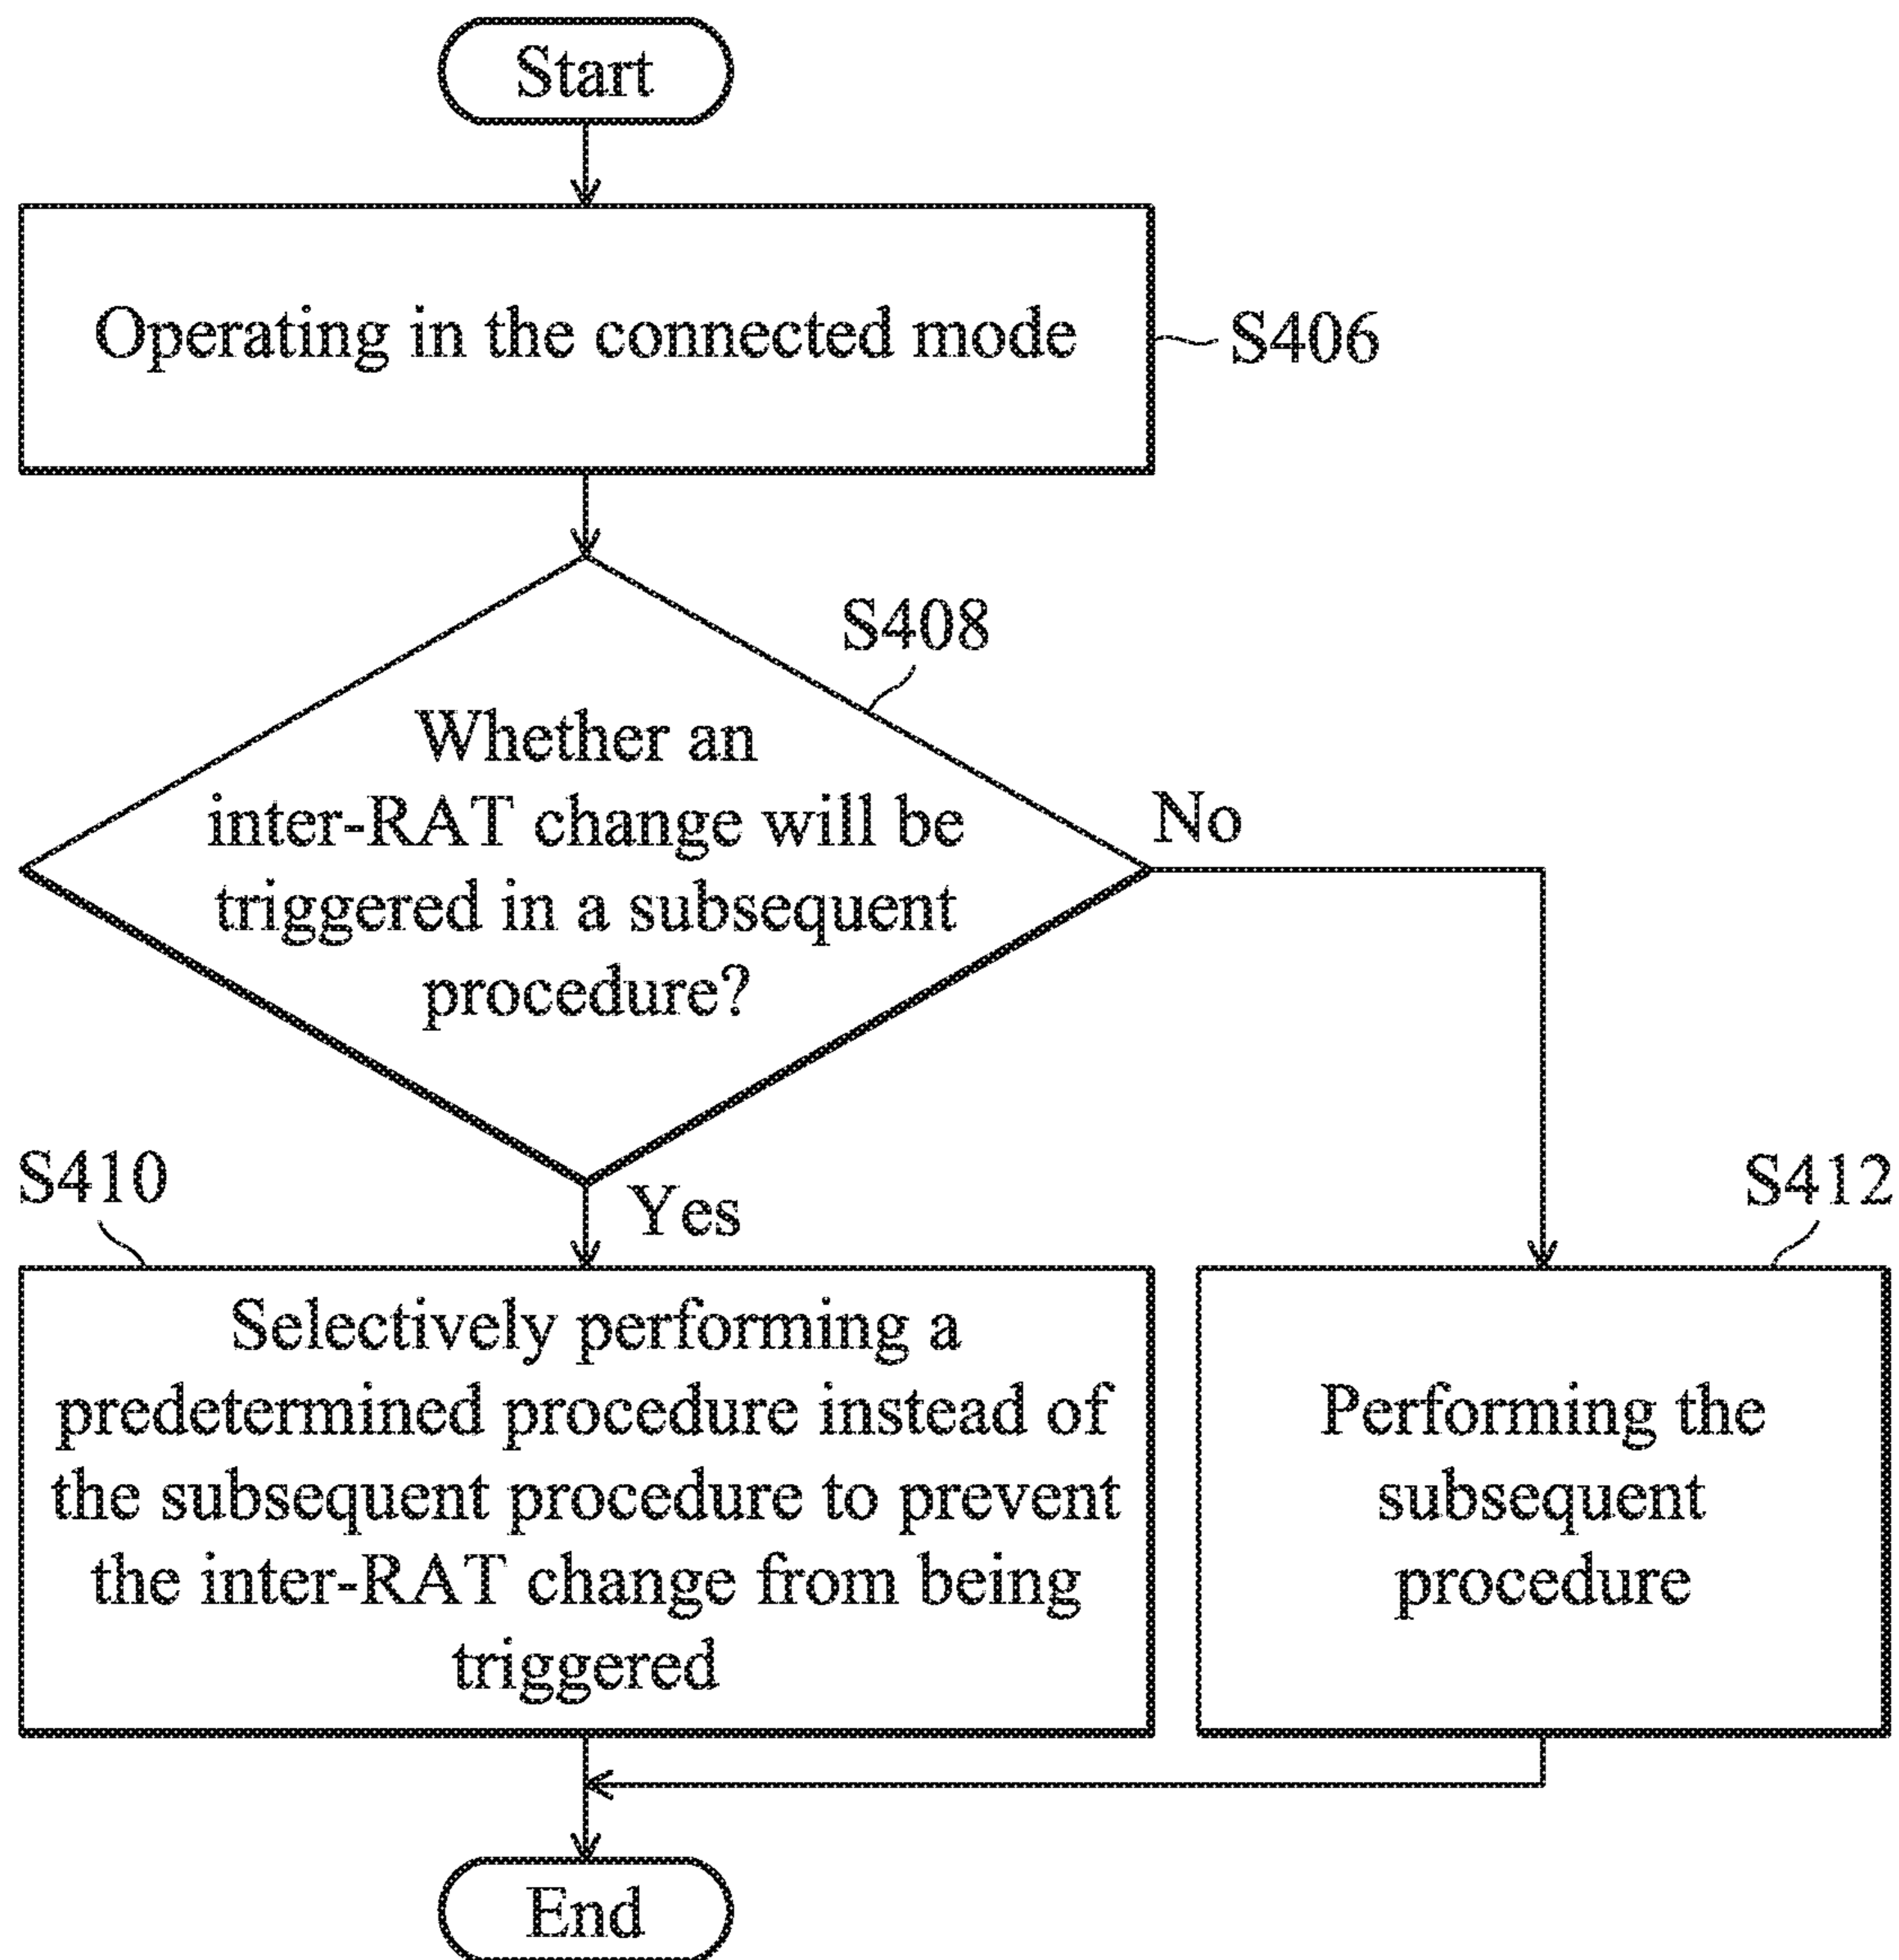 Start
Operating in the connected mode
S406
S408
Whether an
inter-RAT change will be
triggered in a subsequent
procedure?
No
Yes
S410
Selectively performing a
predetermined procedure instead of
the subsequent procedure to prevent
the inter-RAT change from being
triggered
S412
Performing the
subsequent
procedure
End